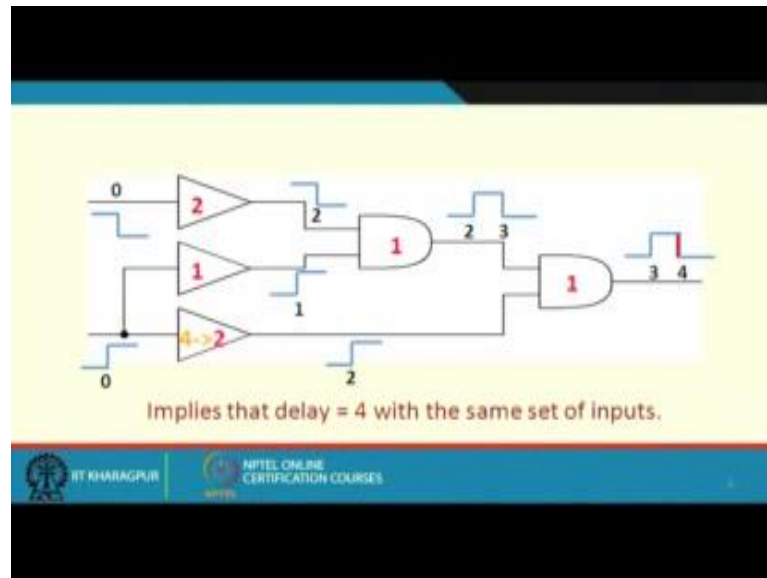 0
2
2
2 3
1
1
1
3 4
1
4->2
0
2
Implies that delay = 4 with the same set of inputs.
IIT KHARAGPUR
NPTEL ONLINE
CERTIFICATION COURSES
NPTEL